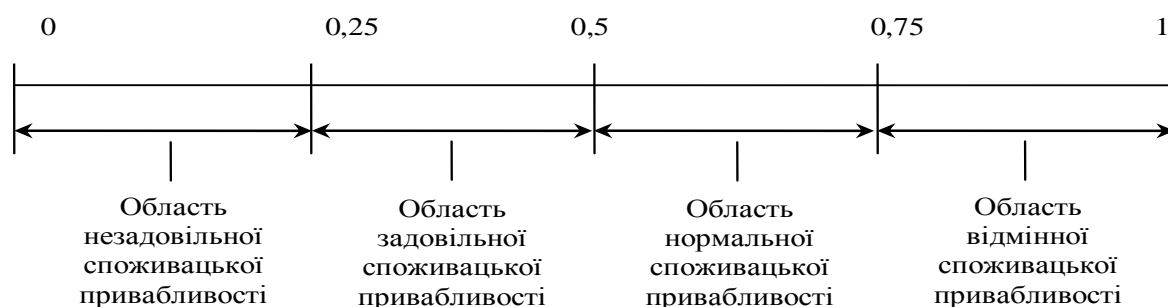 0 0,25 0,5 0,75 1
Область
незадовільної
споживацької
привабливості
Область
задовільної
споживацької
привабливості
Область
нормальної
споживацької
привабливості
Область
відмінної
споживацької
привабливості